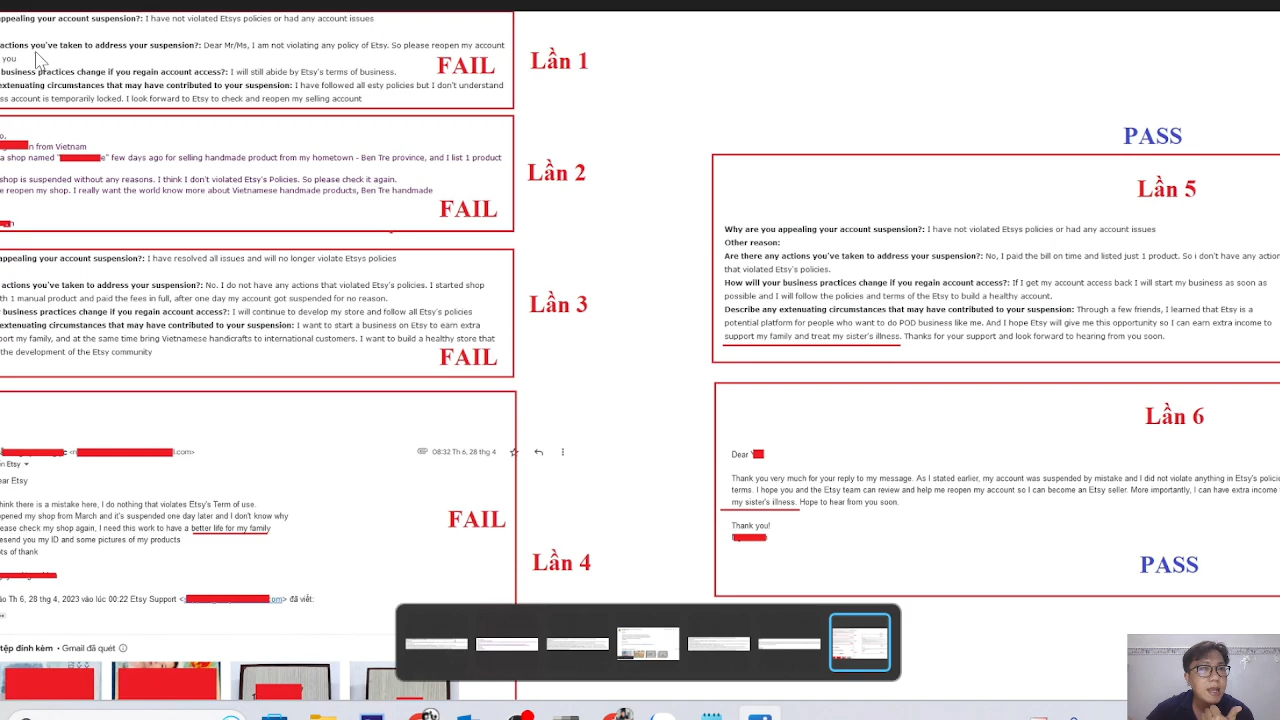 appealing your account suspension?: I have not violated Etsys policies or had any account issues
actions you've taken to address your suspension?: Dear Mr/Ms, I am not violating any policy of Etsy. So please reopen my account
you
business practices change if you regain account access?: I will still abide by Etsy's terms of business.
extenuating circumstances that may have contributed to your suspension: I have followed all esty policies but I don't understand
ss account is temporarily locked. I look forward to Etsy to check and reopen my selling account
FAIL
Lần 1
o,
n from Vietnam
a shop named " e" few days ago for selling handmade product from my hometown - Ben Tre province, and I list 1 product
shop is suspended without any reasons. I think I don't violated Etsy's Policies. So please check it again.
e reopen my shop. I really want the world know more about Vietnamese handmade products, Ben Tre handmade
n
FAIL
Lần 2
appealing your account suspension?: I have resolved all issues and will no longer violate Etsys policies
actions you've taken to address your suspension?: No. I do not have any actions that violated Etsy's policies. I started shop
th 1 manual product and paid the fees in full, after one day my account got suspended for no reason.
business practices change if you regain account access?: I will continue to develop my store and follow all Etsy's policies
extenuating circumstances that may have contributed to your suspension: I want to start a business on Etsy to earn extra
ort my family, and at the same time bring Vietnamese handicrafts to international customers. I want to build a healthy store that
the development of the Etsy community
FAIL
Lần 3
<n .com>
08:32 Th 6, 28 thg 4
n Etsy
ear Etsy
hink there is a mistake here, I do nothing that violates Etsy's Term of use.
opened my shop from March and it's suspended one day later and I don't know why
ease check my shop again, I need this work to have a better life for my family
resend you my ID and some pictures of my products
ots of thank
FAIL
Lần 4
ào Th 6, 28 thg 4, 2023 vào lúc 00:22 Etsy Support < om> đã viết:
tệp đính kèm • Gmail đã quét
PASS
Lần 5
Why are you appealing your account suspension?: I have not violated Etsys policies or had any account issues
Other reason:
Are there any actions you've taken to address your suspension?: No, I paid the bill on time and listed just 1 product. So i don't have any action
that violated Etsy's policies.
How will your business practices change if you regain account access?: If I get my account access back I will start my business as soon as
possible and I will follow the policies and terms of the Etsy to build a healthy account.
Describe any extenuating circumstances that may have contributed to your suspension: Through a few friends, I learned that Etsy is a
potential platform for people who want to do POD business like me. And I hope Etsy will give me this opportunity so I can earn extra income to
support my family and treat my sister's illness. Thanks for your support and look forward to hearing from you soon.
Lần 6
Dear
Thank you very much for your reply to my message. As I stated earlier, my account was suspended by mistake and I did not violate anything in Etsy's policie
terms. I hope you and the Etsy team can review and help me reopen my account so I can become an Etsy seller. More importantly, I can have extra income
my sister's illness. Hope to hear from you soon.
Thank you!
PASS